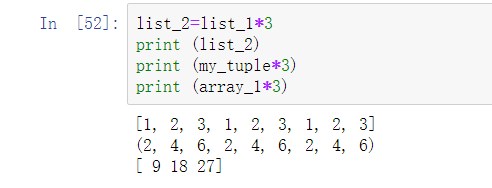 In [52]: list_2=list_1*3
print (list_2)
print (my_tuple*3)
print (array_1*3)
[1, 2, 3, 1, 2, 3, 1, 2, 3]
(2, 4, 6, 2, 4, 6, 2, 4, 6)
[ 9 18 27]